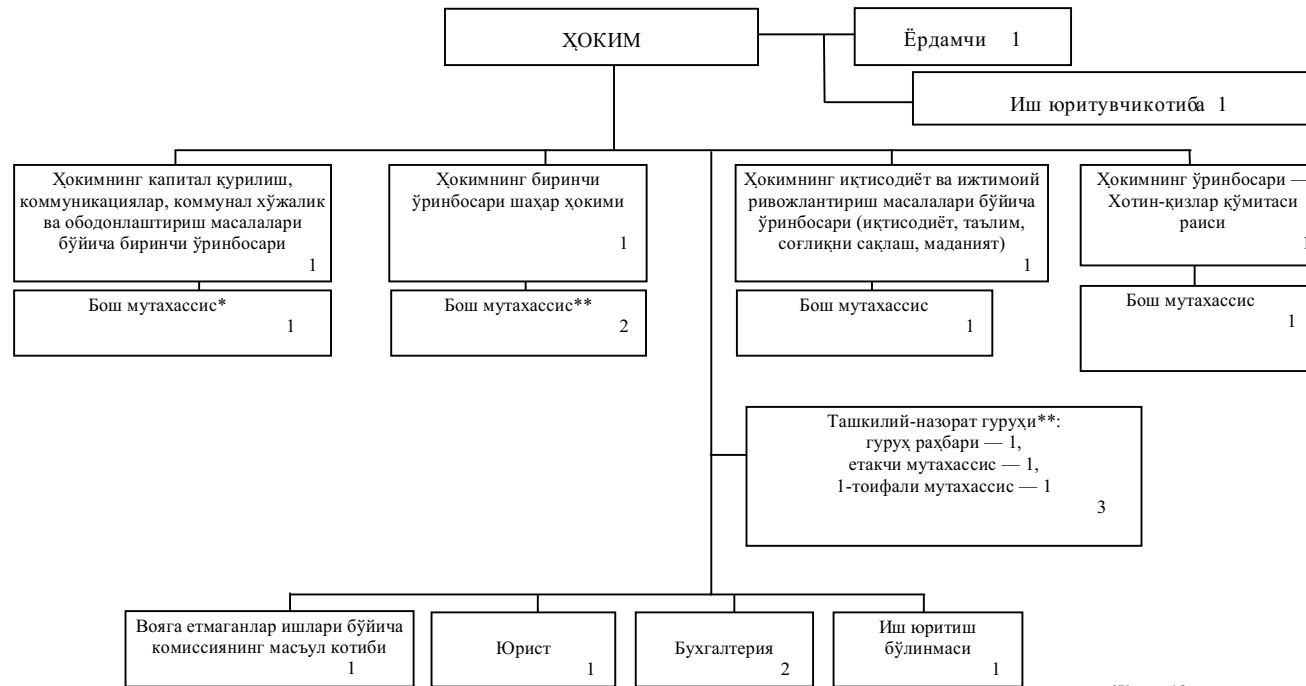 ҲОКИМ
Ёрдамчи 1
Иш юритувчикотиба 1
Ҳокимнинг капитал қурилиш,
коммуникациялар, коммунал хўжалик
ва ободонлаштириш масалалари
бўйича биринчи ўринбосари
1
Ҳокимнинг биринчи
ўринбосари шаҳар ҳокими
1
Ҳокимнинг иқтисодиёт ва ижтимоий
ривожлантириш масалалари бўйича
ўринбосари (иқтисодиёт, таълим,
соғлиқни сақлаш, маданият)
1
Ҳокимнинг ўринбосари —
Хотин-қизлар қўмитаси
раиси
1
Бош мутахассис*
1
Бош мутахассис**
2
Бош мутахассис
1
Бош мутахассис
1
Ташкилий-назорат гуруҳи**:
гуруҳ раҳбари — 1,
етакчи мутахассис — 1,
1-тоифали мутахассис — 1
3
Вояга етмаганлар ишлари бўйича
комиссиянинг масъул котиби
1
Юрист
1
Бухгалтерия
2
Иш юритиш
бўлинмаси
1